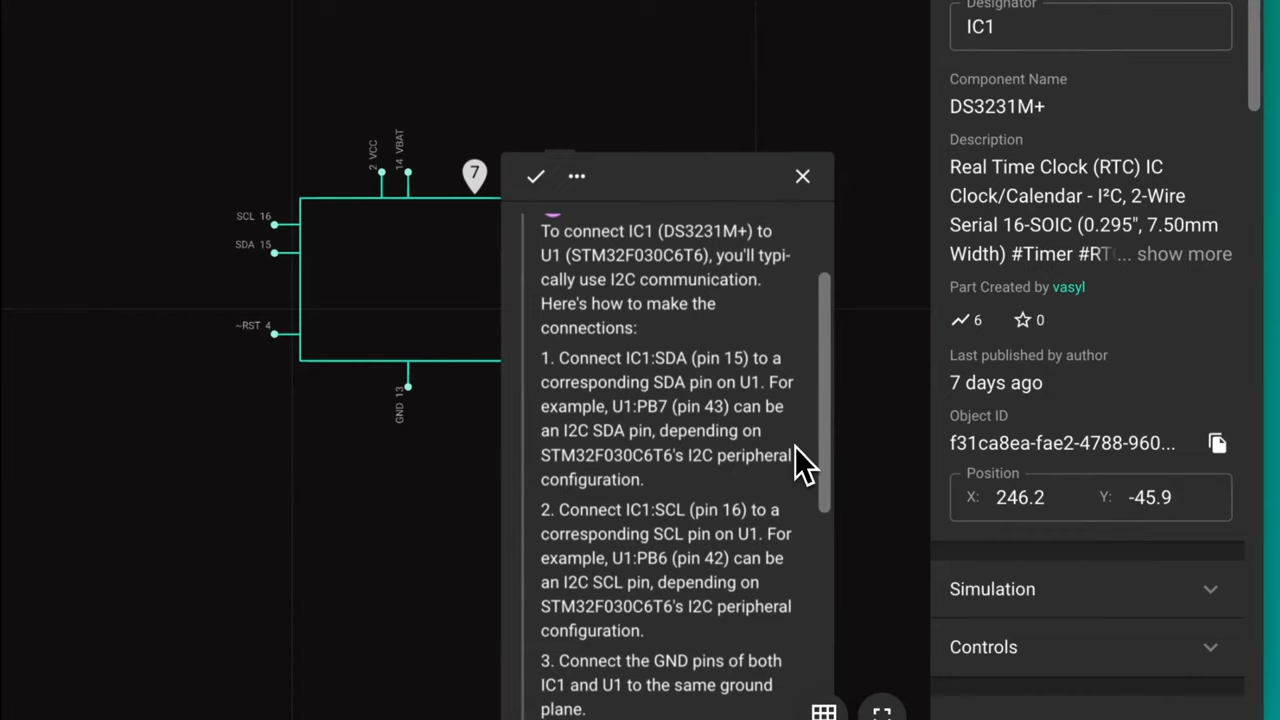 2 VCC
14 VBAT
7
SCL 16
SDA 15
~RST 4
GND 13
To connect IC1 (DS3231M+) to
U1 (STM32F030C6T6), you'll typi-
cally use I2C communication.
Here's how to make the
connections:
1. Connect IC1:SDA (pin 15) to a
corresponding SDA pin on U1. For
example, U1:PB7 (pin 43) can be
an I2C SDA pin, depending on
STM32F030C6T6's I2C peripheral
configuration.
2. Connect IC1:SCL (pin 16) to a
corresponding SCL pin on U1. For
example, U1:PB6 (pin 42) can be
an I2C SCL pin, depending on
STM32F030C6T6's I2C peripheral
configuration.
3. Connect the GND pins of both
IC1 and U1 to the same ground
plane.
Designator
IC1
Component Name
DS3231M+
Description
Real Time Clock (RTC) IC
Clock/Calendar - I²C, 2-Wire
Serial 16-SOIC (0.295", 7.50mm
Width) #Timer #RT... show more
Part Created by vasyl
6 0
Last published by author
7 days ago
Object ID
f31ca8ea-fae2-4788-960...
Position
X: 246.2 Y: -45.9
Simulation
Controls